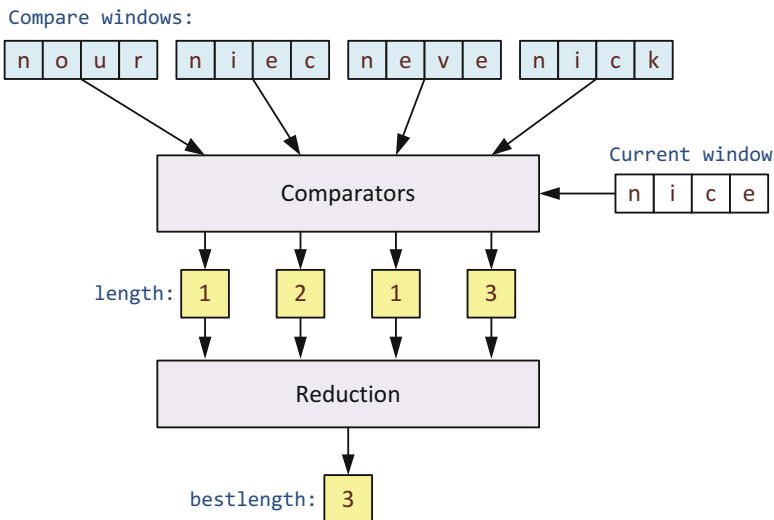 Compare windows:
n o u r n i e c n e v e n i c k
Current window
Comparators
n i c e
length: 1 2 1 3
Reduction
bestlength: 3